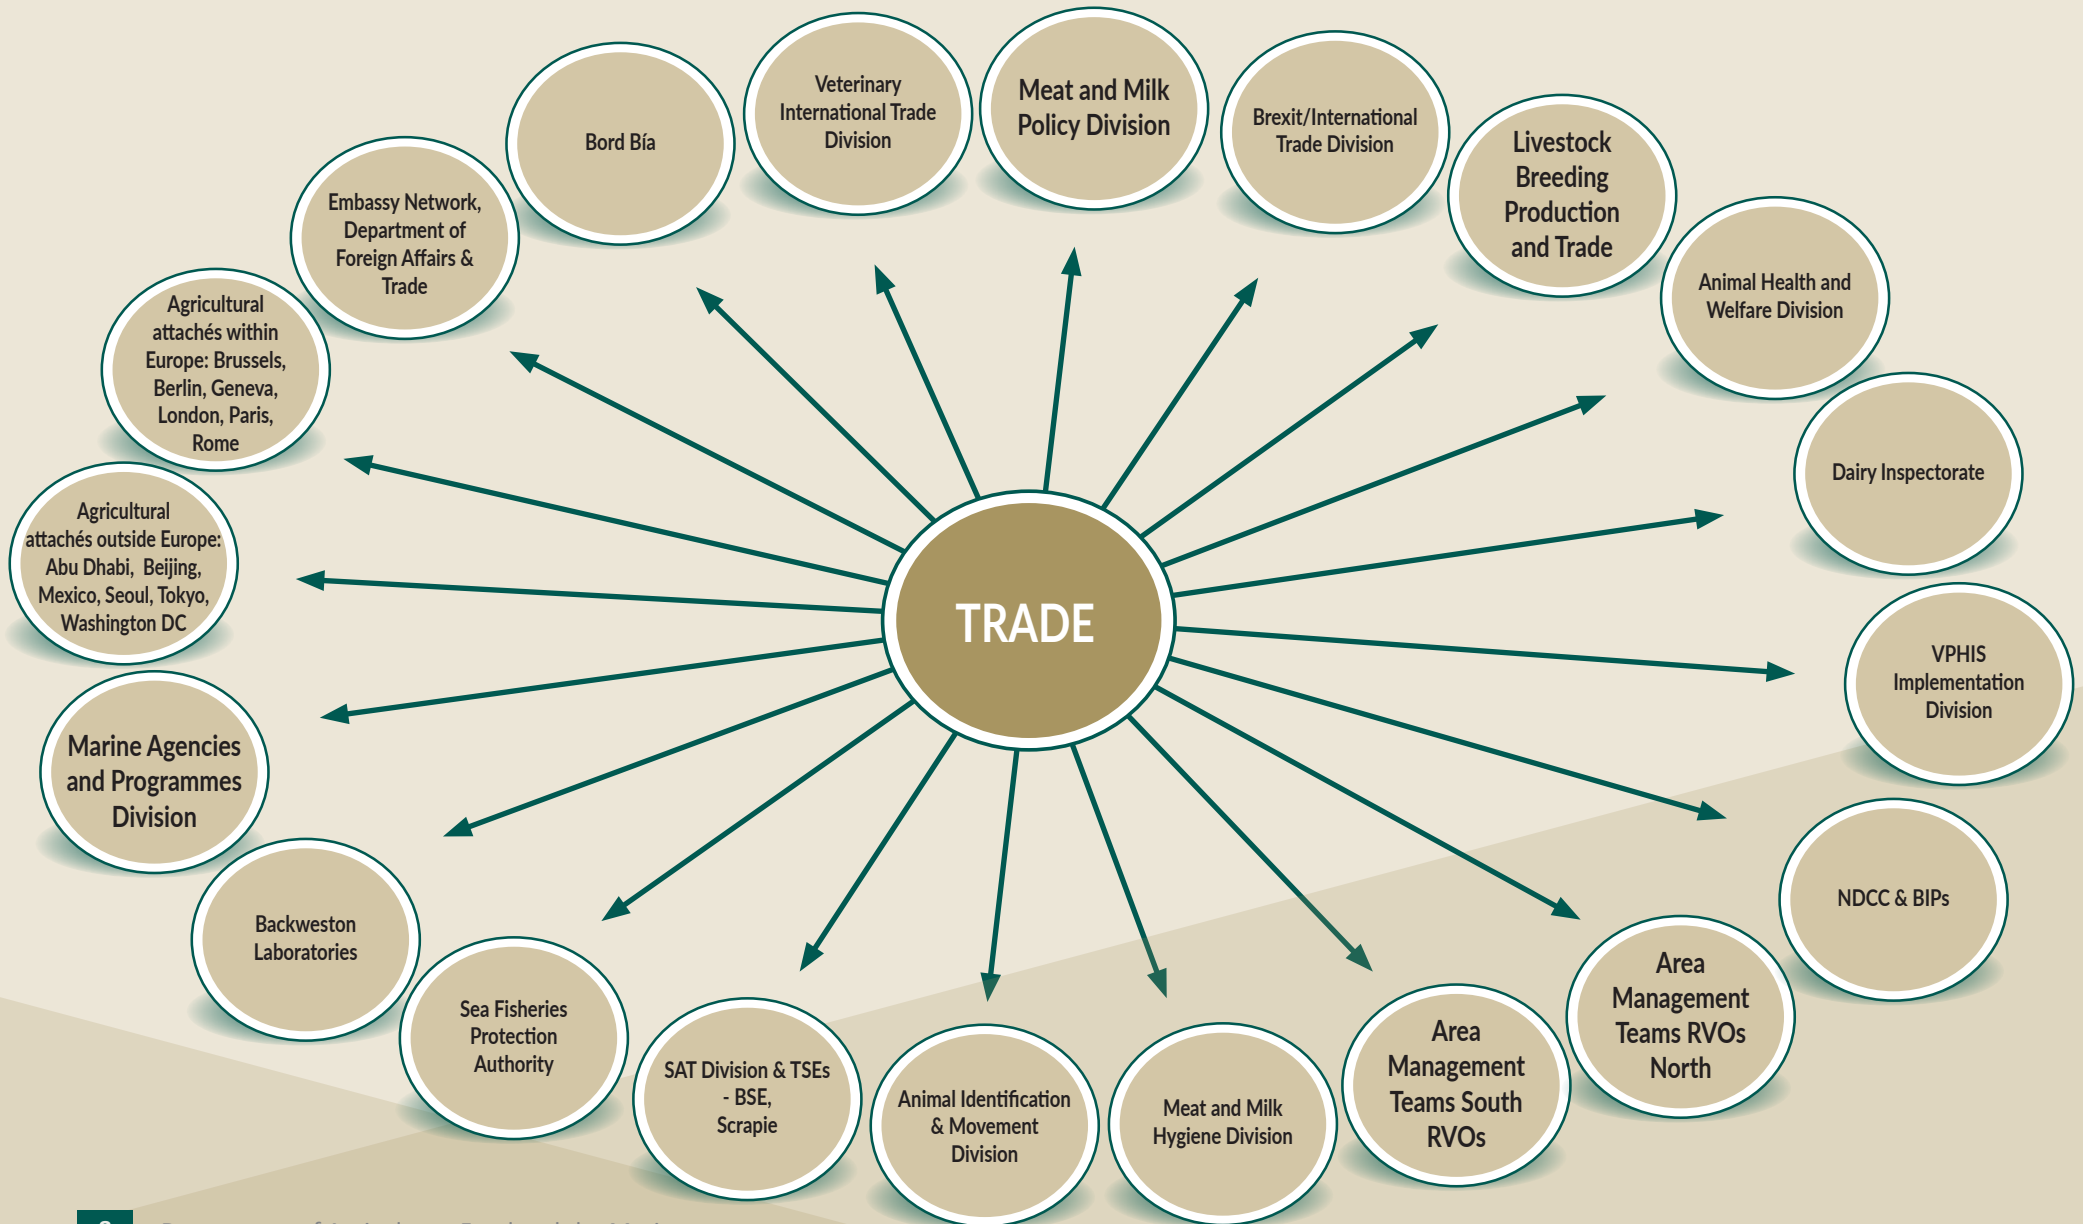 Meat and Milk
Policy Division
Brexit/International
Trade Division
Livestock
Breeding
Production
and Trade
Animal Health and
Welfare Division
Dairy Inspectorate
VPHIS
Implementation
Division
NDCC & BIPs
Area
Management
Teams RVOs
North
Area
Management
Teams South
RVOs
Meat and Milk
Hygiene Division
Animal Identification
& Movement
Division
SAT Division & TSEs
- BSE,
Scrapie
Sea Fisheries
Protection
Authority
Backweston
Laboratories
Marine Agencies
and Programmes
Division
Agricultural
attachés outside Europe:
Abu Dhabi, Beijing,
Mexico, Seoul, Tokyo,
Washington DC
Agricultural
attachés within
Europe: Brussels,
Berlin, Geneva,
London, Paris,
Rome
Embassy Network,
Department of
Foreign Affairs &
Trade
Bord Bía
Veterinary
International Trade
Division
TRADE